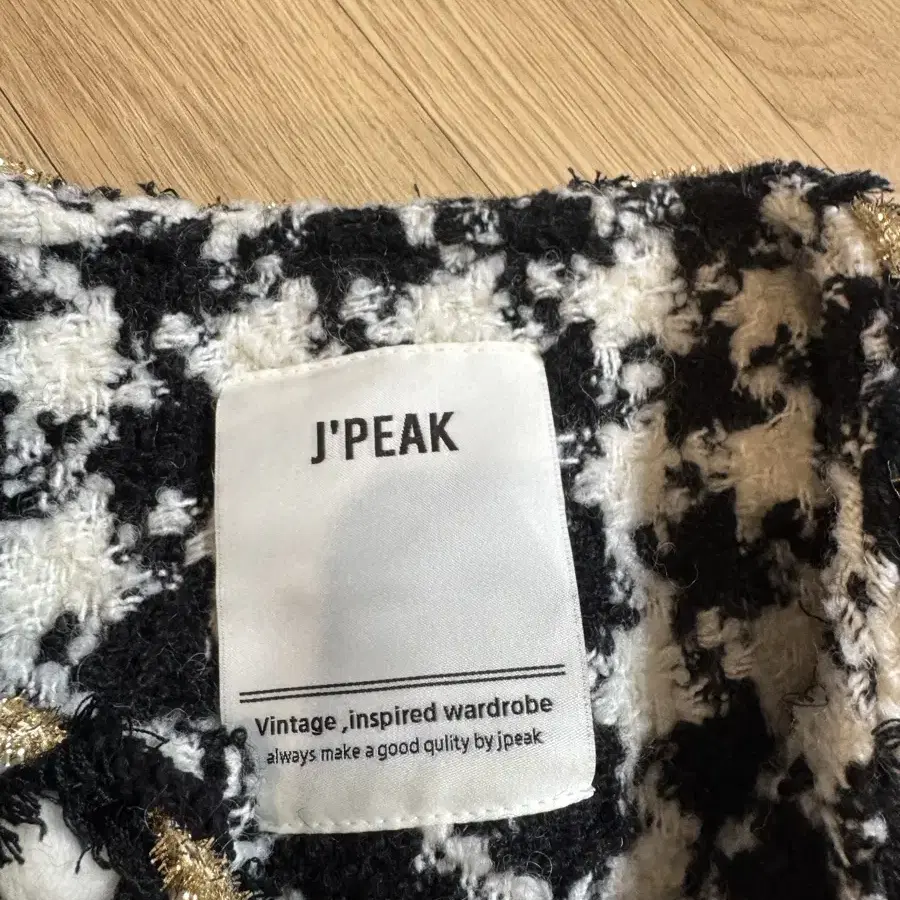 J'PEAK
Vintage ,inspired wardrobe
always make a good qulity by jpeak